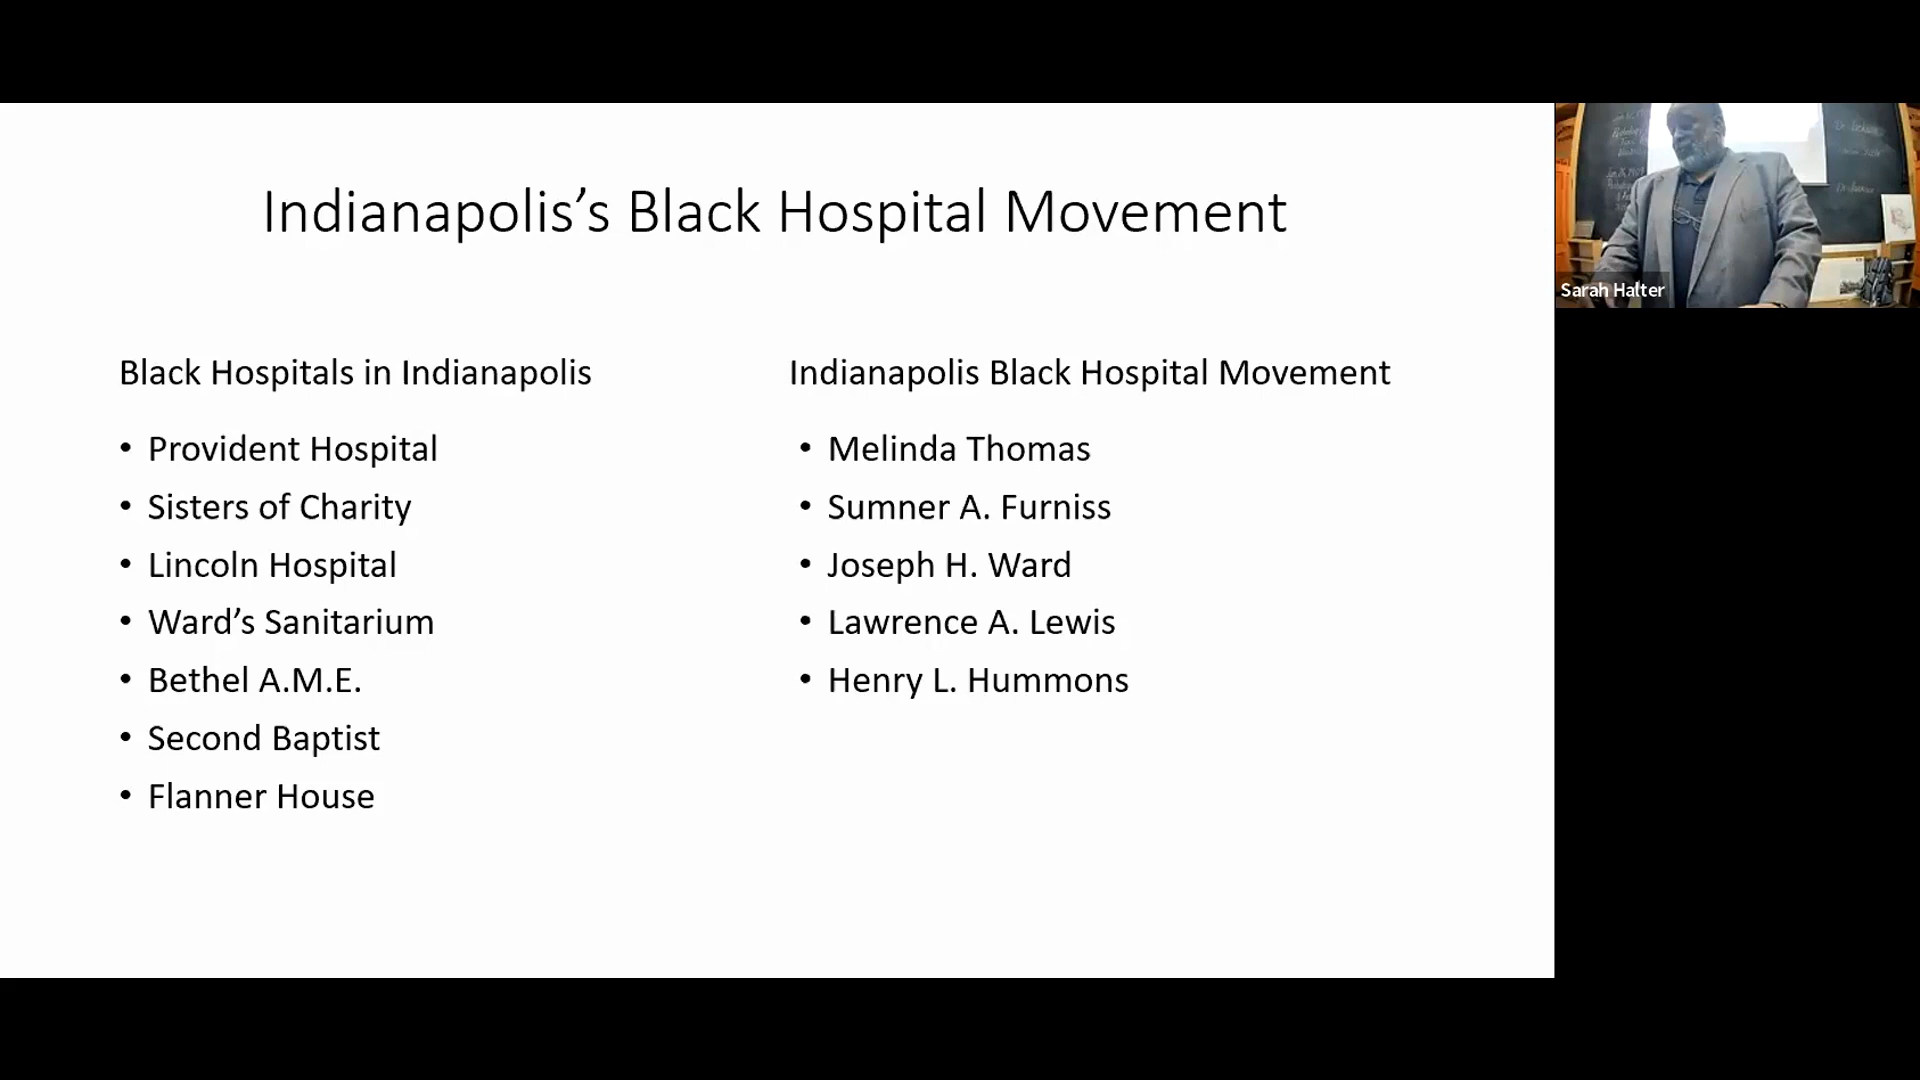 Indianapolis’s Black Hospital Movement
Black Hospitals in Indianapolis
• Provident Hospital
• Sisters of Charity
• Lincoln Hospital
• Ward’s Sanitarium
• Bethel A.M.E.
• Second Baptist
• Flanner House
Indianapolis Black Hospital Movement
• Melinda Thomas
• Sumner A. Furniss
• Joseph H. Ward
• Lawrence A. Lewis
• Henry L. Hummons
Sarah Halter